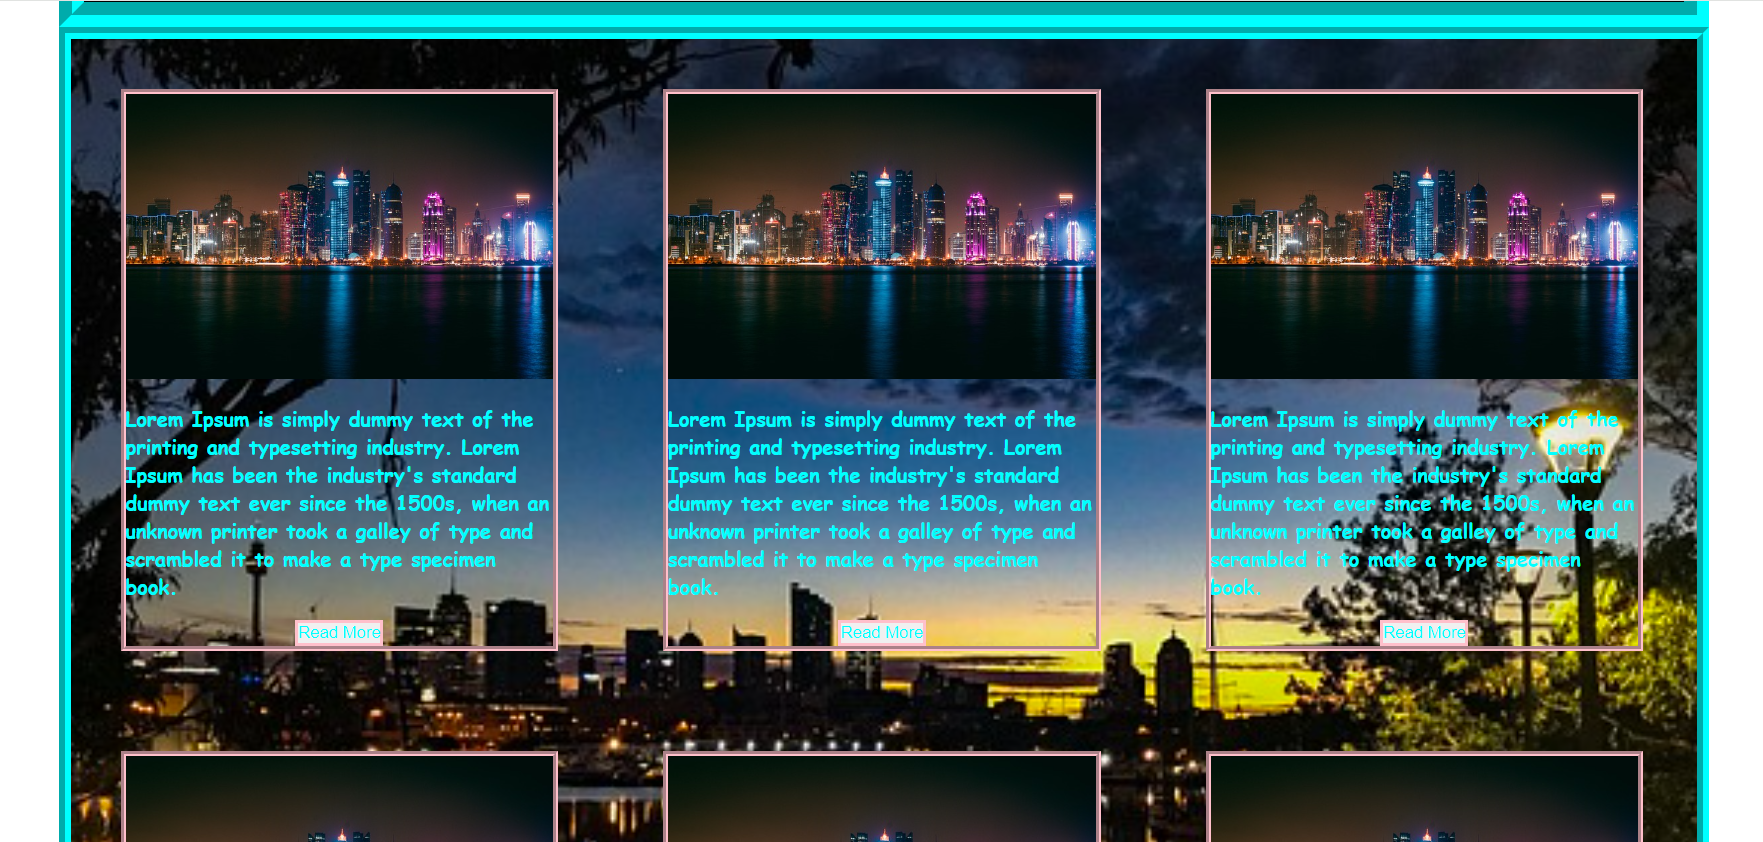 Lorem Ipsum is simply dummy text of the
printing and typesetting industry. Lorem
Ipsum has been the industry's standard
dummy text ever since the 1500s, when an
unknown printer took a galley of type and
scrambled it to make a type specimen
book.
Read More
Lorem Ipsum is simply dummy text of the
printing and typesetting industry. Lorem
Ipsum has been the industry's standard
dummy text ever since the 1500s, when an
unknown printer took a galley of type and
scrambled it to make a type specimen
book.
Read More
Lorem Ipsum is simply dummy text of the
printing and typesetting industry. Lorem
Ipsum has been the industry's standard
dummy text ever since the 1500s, when an
unknown printer took a galley of type and
scrambled it to make a type specimen
book.
Read More